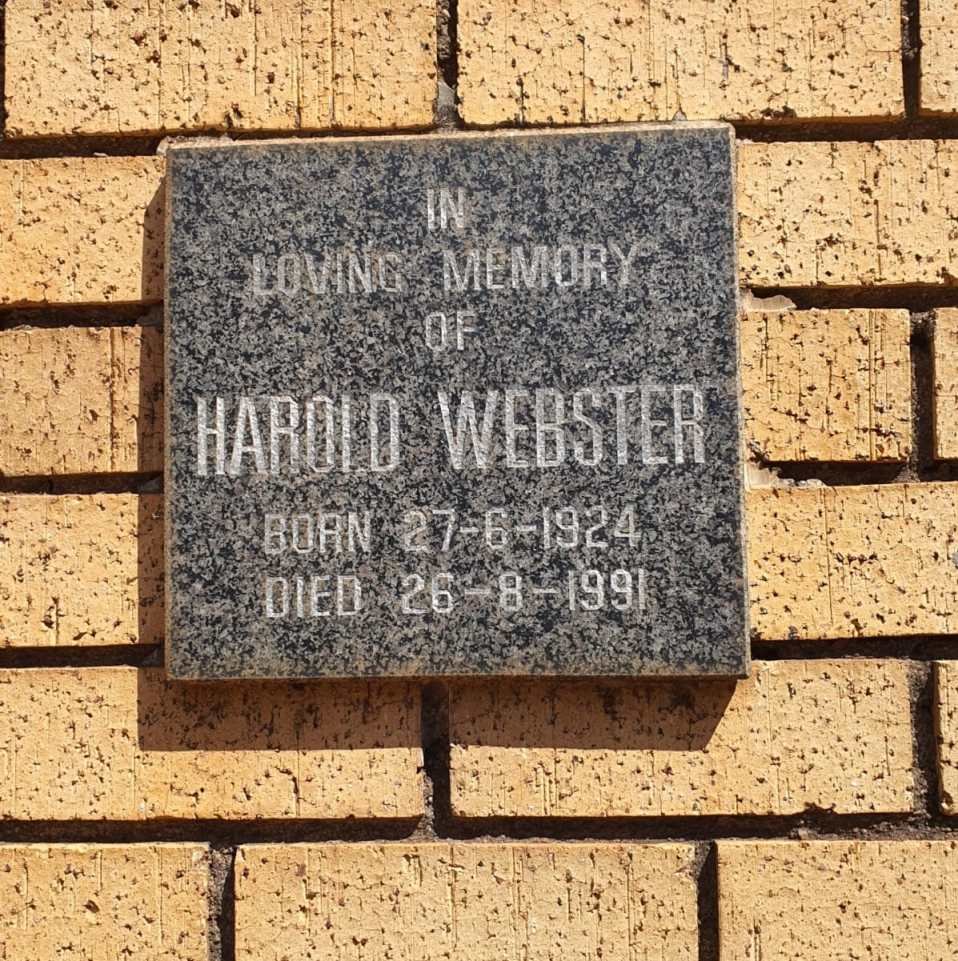 IN
LOVING MEMORY
OF
HAROLD WEBSTER
BORN 27-6-1924
DIED 26-8-1991